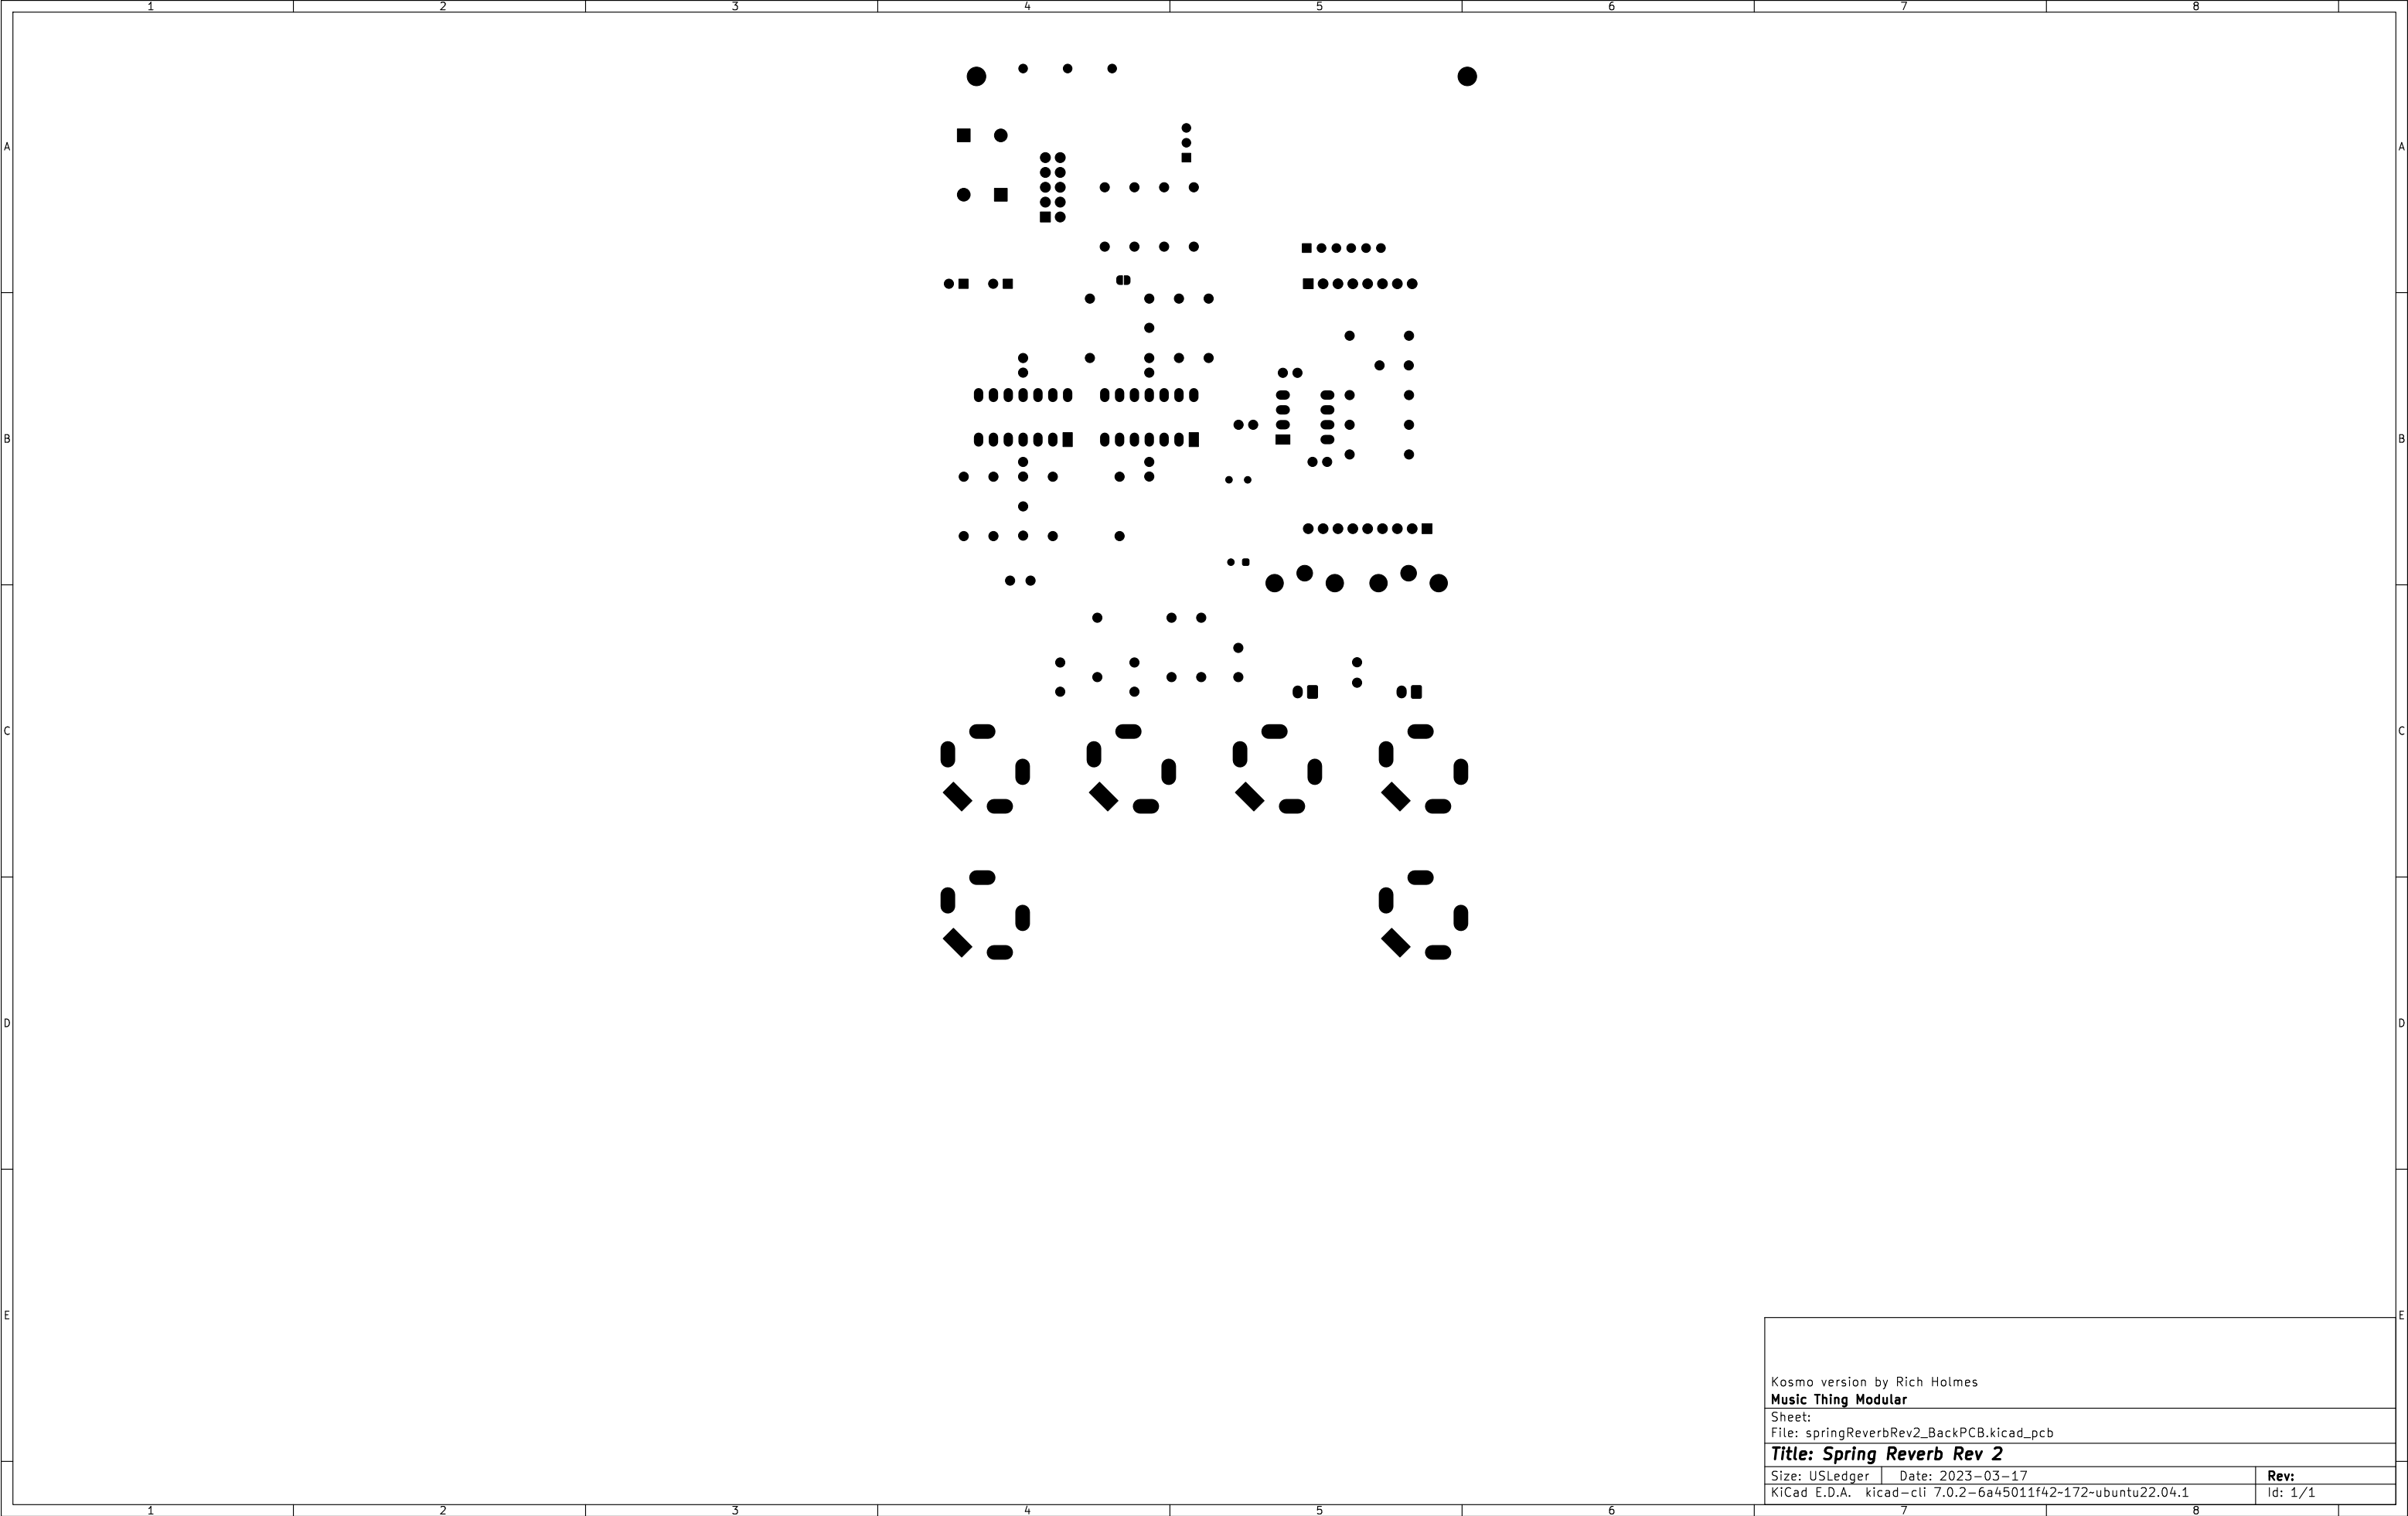 1 2 3 4 5 6 7 8
A A
B B
C C
D D
E E
Kosmo version by Rich Holmes
Music Thing Modular
Sheet:
File: springReverbRev2_BackPCB.kicad_pcb
Title: Spring Reverb Rev 2
Size: USLedger Date: 2023-03-17 Rev:
KiCad E.D.A. kicad-cli 7.0.2-6a45011f42~172~ubuntu22.04.1 Id: 1/1
1 2 3 4 5 6 7 8